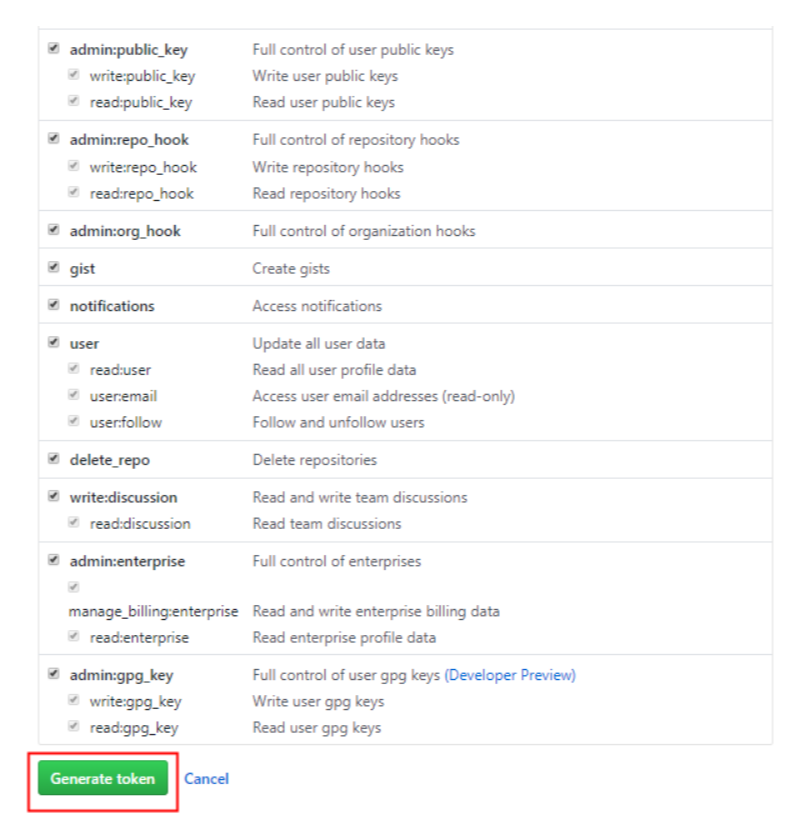 admin:public_key Full control of user public keys
write:public_key Write user public keys
read:public_key Read user public keys
admin:repo_hook Full control of repository hooks
write:repo_hook Write repository hooks
read:repo_hook Read repository hooks
admin:org_hook Full control of organization hooks
gist Create gists
notifications Access notifications
user Update all user data
read:user Read all user profile data
user:email Access user email addresses (read-only)
user:follow Follow and unfollow users
delete_repo Delete repositories
write:discussion Read and write team discussions
read:discussion Read team discussions
admin:enterprise Full control of enterprises
manage_billing:enterprise Read and write enterprise billing data
read:enterprise Read enterprise profile data
admin:gpg_key Full control of user gpg keys (Developer Preview)
write:gpg_key Write user gpg keys
read:gpg_key Read user gpg keys
Generate token Cancel